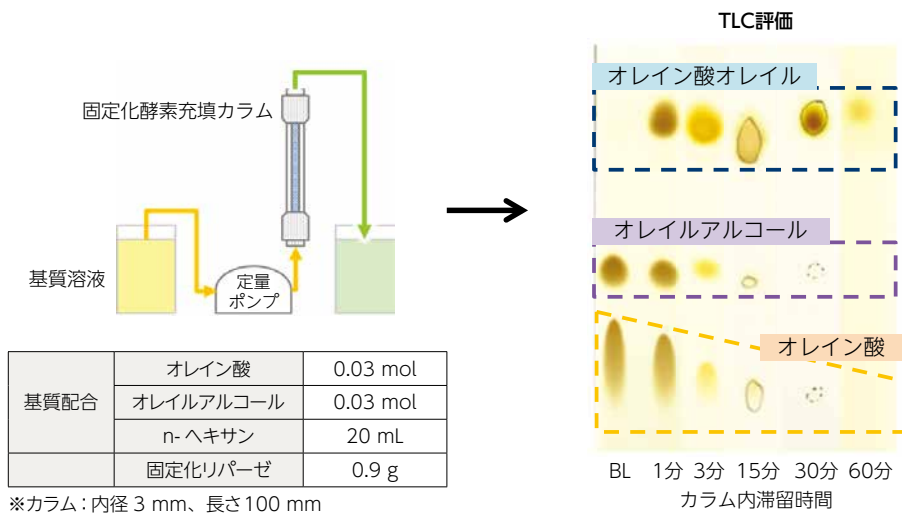 固定化酵素充填カラム
基質溶液
定量
ポンプ
基質配合 オレイン酸 0.03 mol
オレイルアルコール 0.03 mol
n- ヘキサン 20 mL
固定化リパーゼ 0.9 g
※カラム：内径 3 mm、長さ 100 mm
TLC評価
オレイン酸オレイル
オレイルアルコール
オレイン酸
BL 1分 3分 15分 30分 60分
カラム内滞留時間